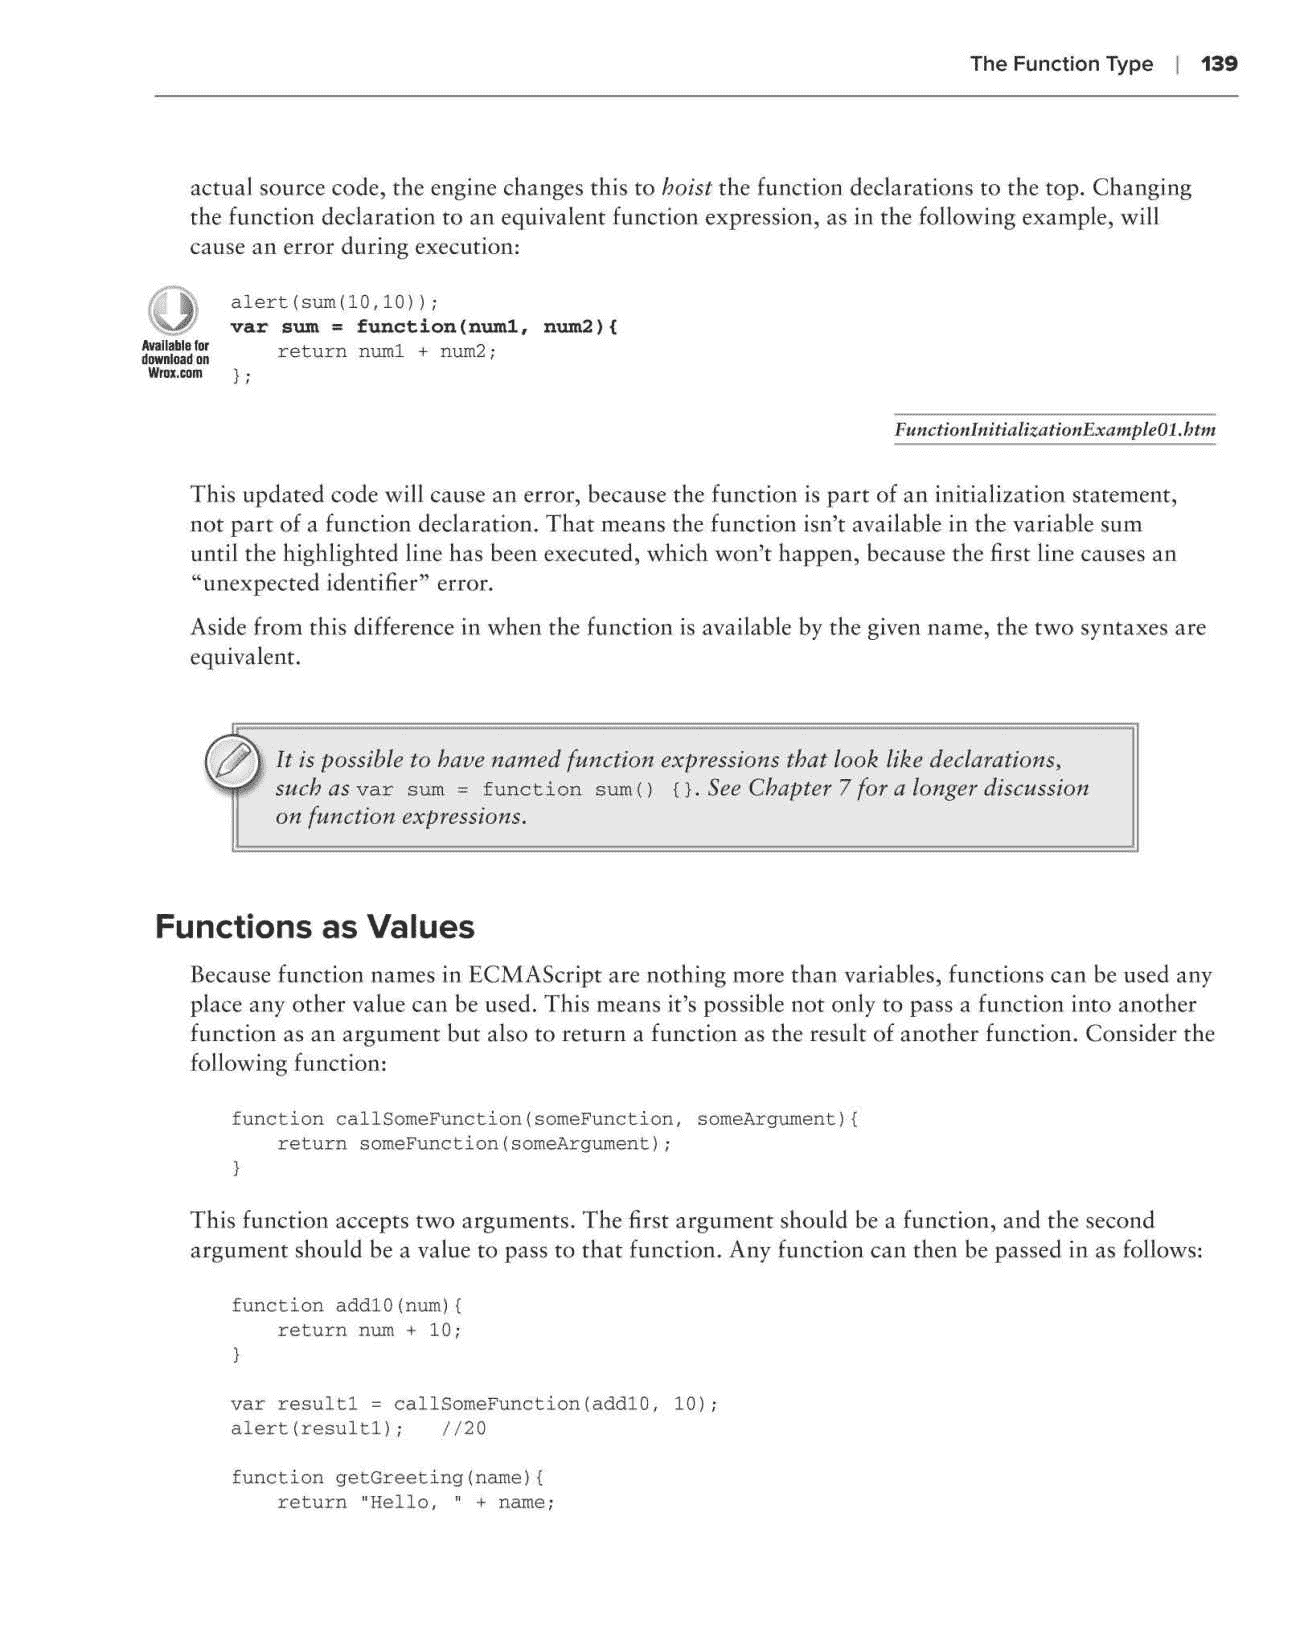 The Function Type | 139
actual source code, the engine changes this to hoist the function declarations to the top. Changing
the function declaration to an equivalent function expression, as in the following example, will
cause an error during execution:
alert(sum(10,10));
var sum = function(num1, num2){
    return num1 + num2;
};
Available for
download on
Wrox.com
FunctionInitializationExample01.htm
This updated code will cause an error, because the function is part of an initialization statement,
not part of a function declaration. That means the function isn’t available in the variable sum
until the highlighted line has been executed, which won’t happen, because the first line causes an
“unexpected identifier” error.
Aside from this difference in when the function is available by the given name, the two syntaxes are
equivalent.
It is possible to have named function expressions that look like declarations,
such as var sum = function sum() {}. See Chapter 7 for a longer discussion
on function expressions.
Functions as Values
Because function names in ECMAScript are nothing more than variables, functions can be used any
place any other value can be used. This means it’s possible not only to pass a function into another
function as an argument but also to return a function as the result of another function. Consider the
following function:
function callSomeFunction(someFunction, someArgument){
    return someFunction(someArgument);
}
This function accepts two arguments. The first argument should be a function, and the second
argument should be a value to pass to that function. Any function can then be passed in as follows:
function add10(num){
    return num + 10;
}
var result1 = callSomeFunction(add10, 10);
alert(result1);   //20
function getGreeting(name){
    return "Hello, " + name;